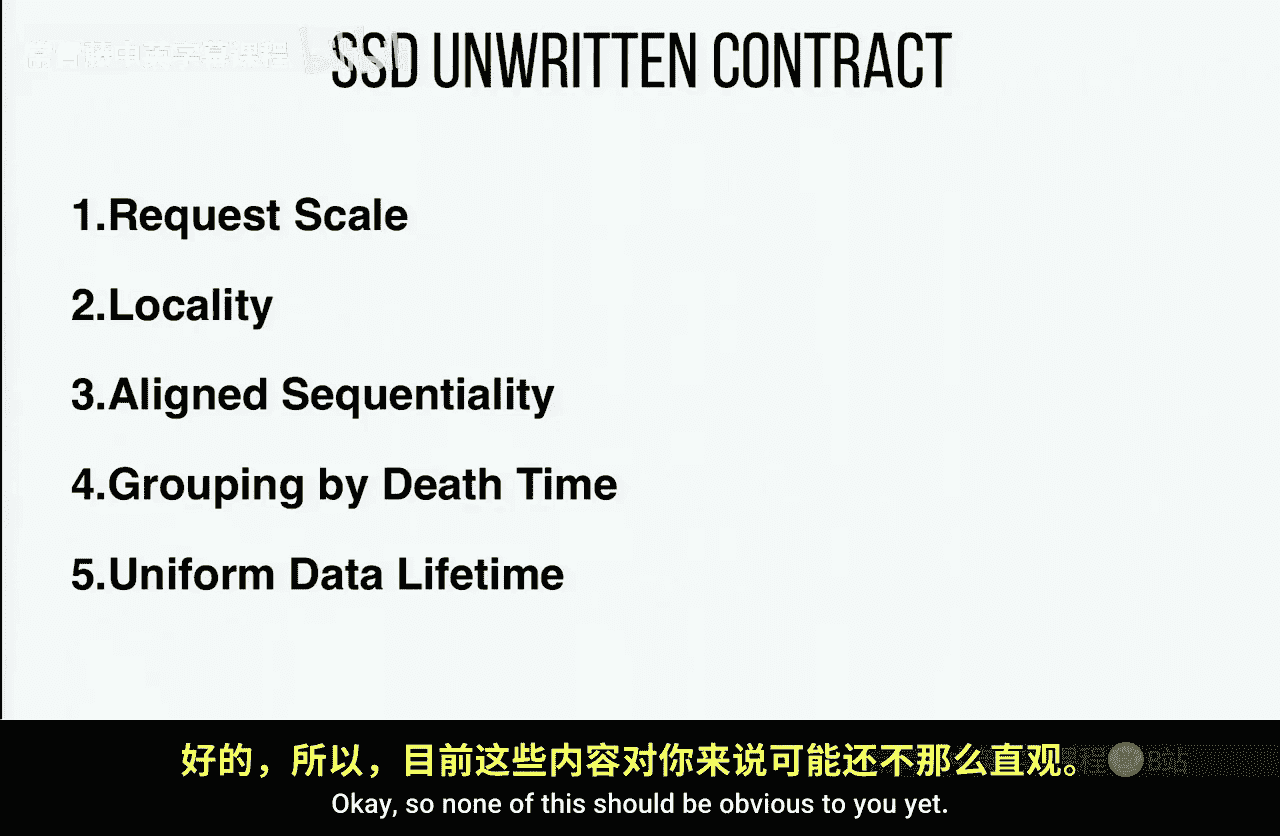 SSD UNWRITTEN CONTRACT
1.Request Scale
2.Locality
3.Aligned Sequentiality
4.Grouping by Death Time
5.Uniform Data Lifetime
好的，所以，目前这些内容对你来说可能还不那么直观。
Okay, so none of this should be obvious to you yet.